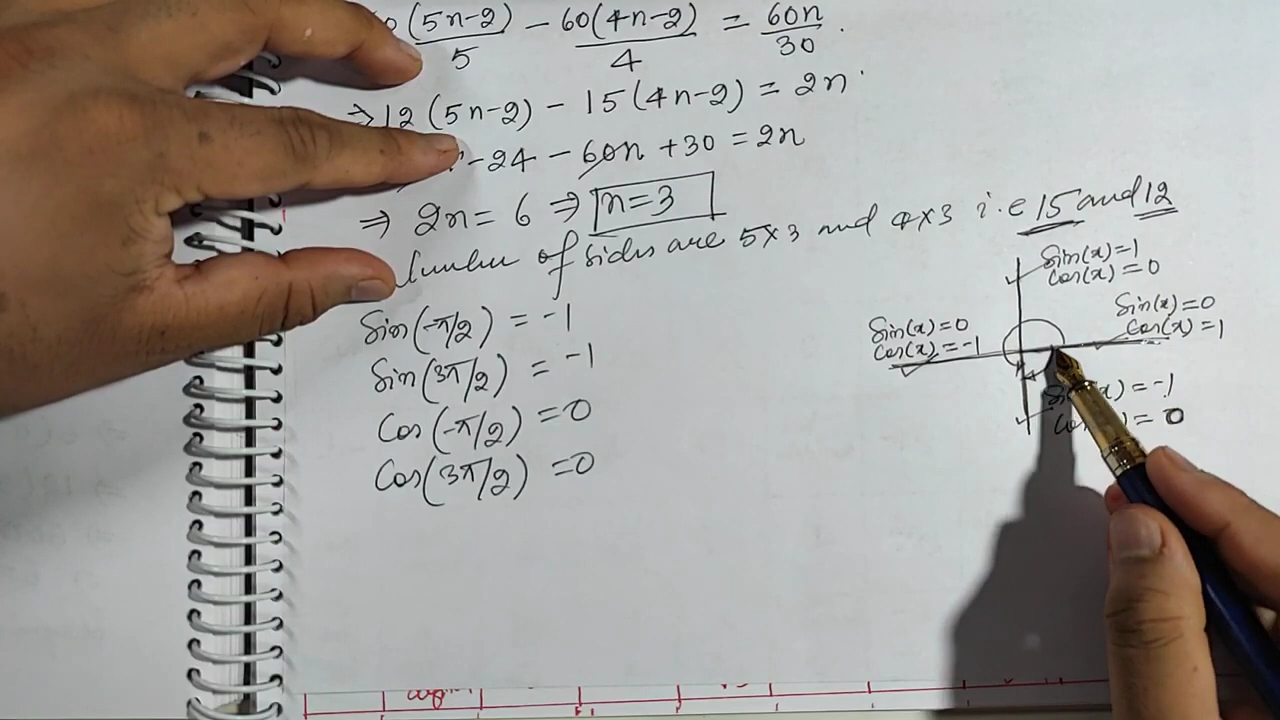 (5n-2)/5 - 60(4n-2)/4 = 60n/30 .
⇒ 12(5n-2) - 15(4n-2) = 2n
-24 - 60n + 30 = 2n
⇒ 2n = 6 ⇒ n=3
of sides are 5×3 and 4×3 i.e 15 and 12
Sin(-π/2) = -1
Sin(3π/2) = -1
Cos(-π/2) = 0
Cos(3π/2) = 0
Sin(x)=1
Cos(x)=0
Sin(x)=0
Cos(x)=1
Sin(x)=0
Cos(x)=-1
x) = -1
= 0